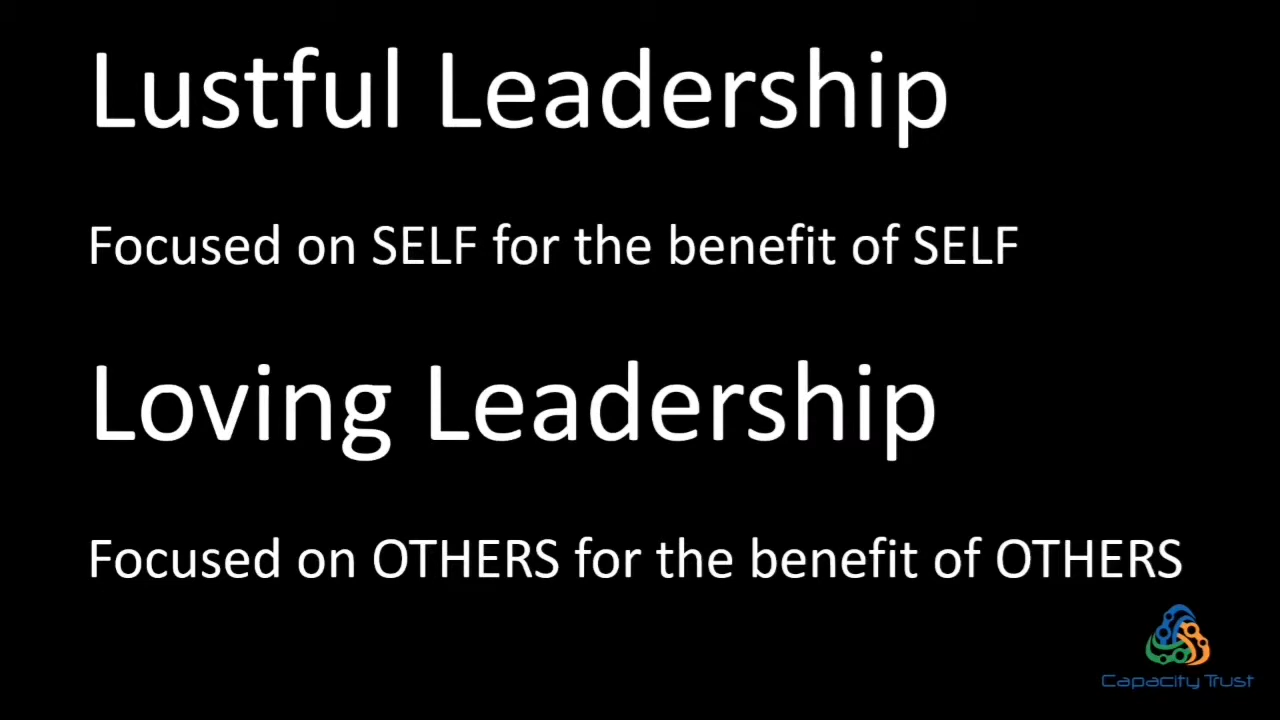 Lustful Leadership
Focused on SELF for the benefit of SELF
Loving Leadership
Focused on OTHERS for the benefit of OTHERS
Capacity Trust